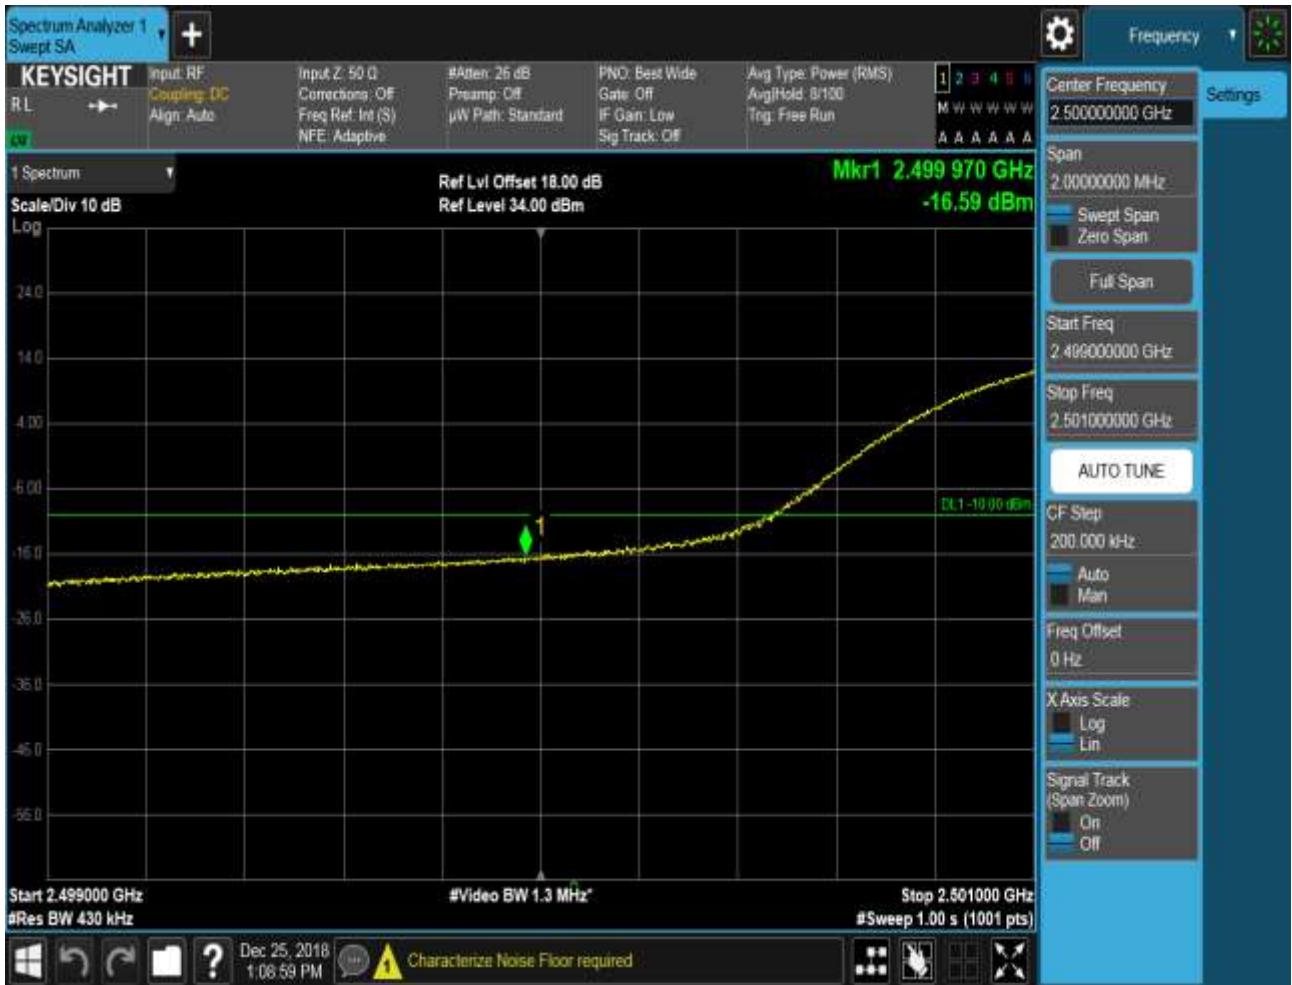 Spectrum Analyzer 1
Swept SA
+
Frequency
KEYSIGHT
RL
LXI
Input: RF
Coupling: DC
Align: Auto
Input Z: 50 Ω
Corrections: Off
Freq Ref: Int (S)
NFE: Adaptive
#Atten: 26 dB
Preamp: Off
µW Path: Standard
PNO: Best Wide
Gate: Off
IF Gain: Low
Sig Track: Off
Avg Type: Power (RMS)
Avg|Hold: 8/100
Trig: Free Run
1 2 3 4 5 6
M W W W W W
A A A A A A
1 Spectrum
Scale/Div 10 dB
Log
Ref Lvl Offset 18.00 dB
Ref Level 34.00 dBm
Mkr1 2.499 970 GHz
-16.59 dBm
24.0
14.0
4.00
-6.00
-16.0
-26.0
-36.0
-46.0
-56.0
DL1 -10.00 dBm
1
Start 2.499000 GHz
#Res BW 430 kHz
#Video BW 1.3 MHz*
Stop 2.501000 GHz
#Sweep 1.00 s (1001 pts)
Center Frequency
2.500000000 GHz
Settings
Span
2.00000000 MHz
Swept Span
Zero Span
Full Span
Start Freq
2.499000000 GHz
Stop Freq
2.501000000 GHz
AUTO TUNE
CF Step
200.000 kHz
Auto
Man
Freq Offset
0 Hz
X Axis Scale
Log
Lin
Signal Track
(Span Zoom)
On
Off
?
Dec 25, 2018
1:08:59 PM
1
Characterize Noise Floor required